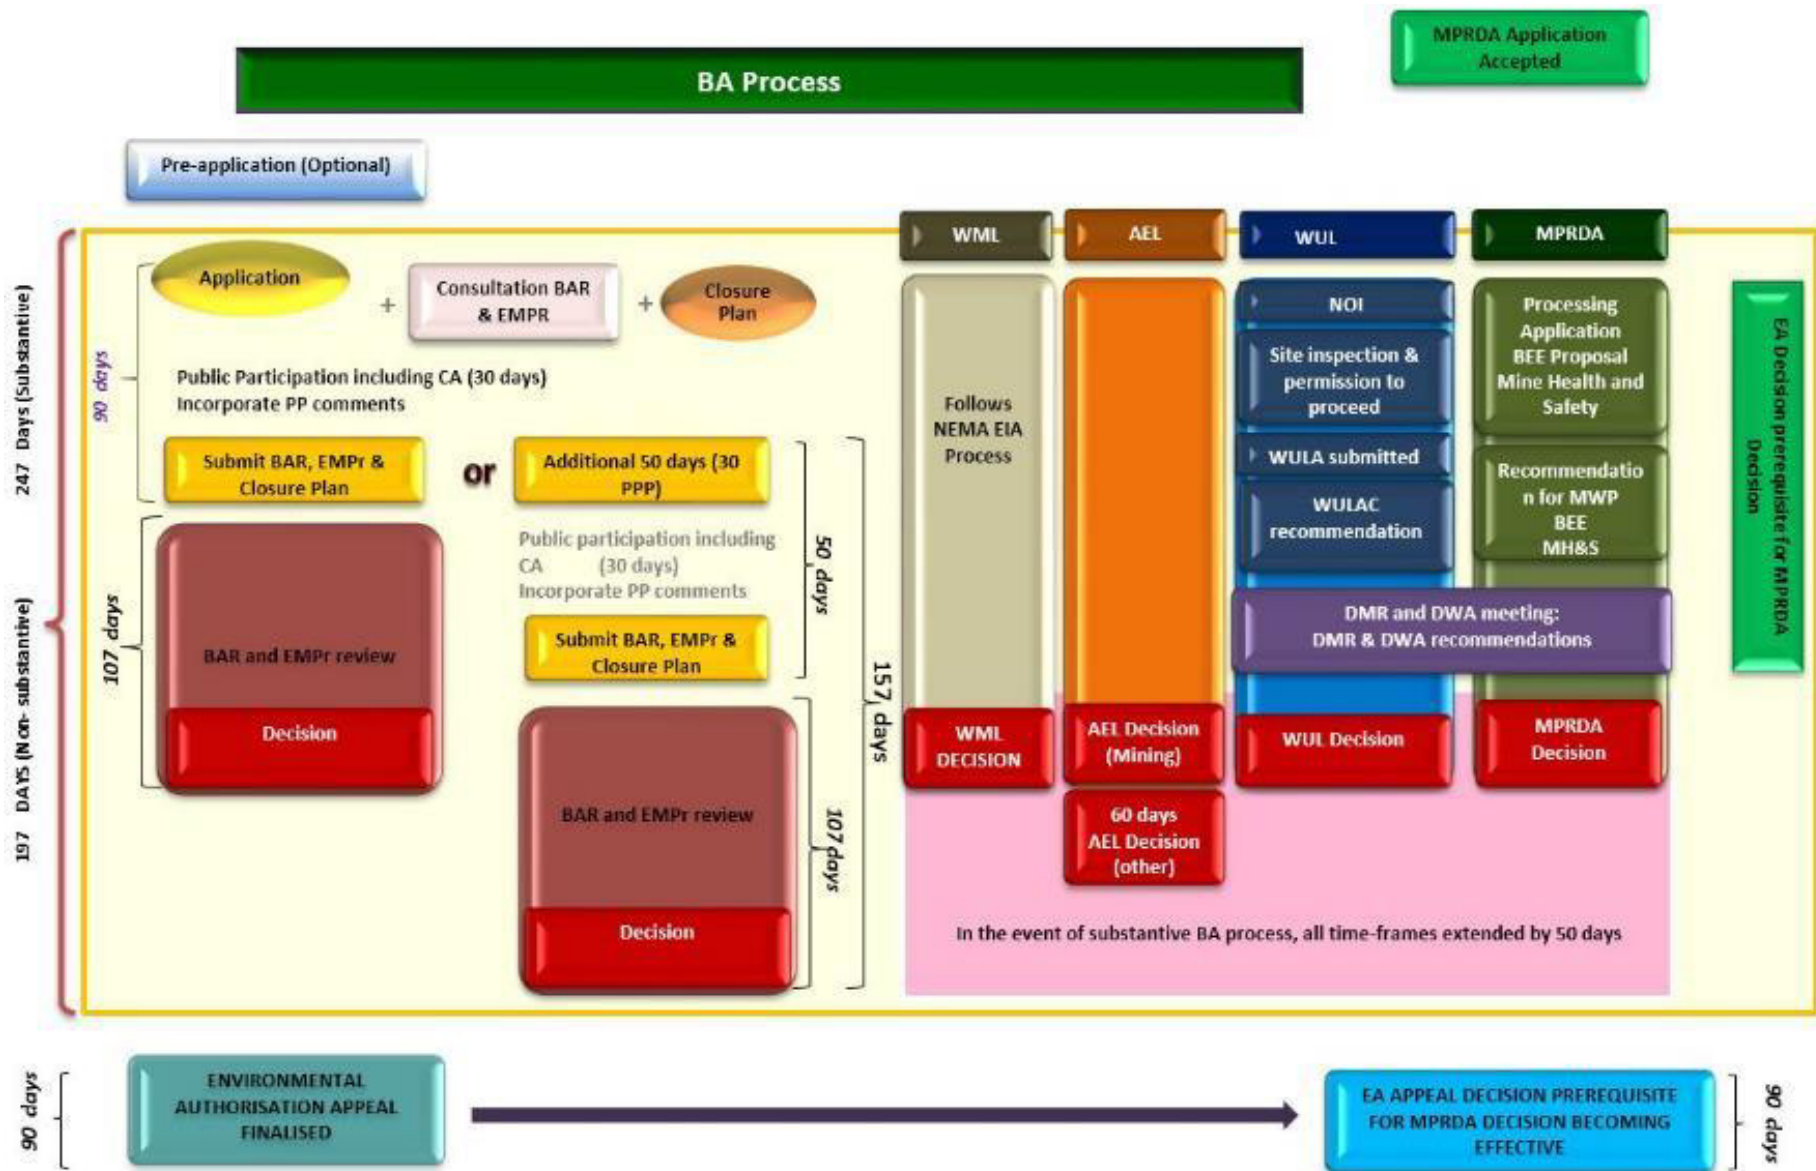 MPRDA Application
Accepted
BA Process
Pre-application (Optional)
247 Days (Substantive)
197 DAYS (Non- substantive)
90 days
Application
+
Consultation BAR
& EMPR
+
Closure
Plan
Public Participation including CA (30 days)
Incorporate PP comments
Submit BAR, EMPr &
Closure Plan
or
Additional 50 days (30
PPP)
Public participation including
CA (30 days)
Incorporate PP comments
Submit BAR, EMPr &
Closure Plan
50 days
107 days
BAR and EMPr review
Decision
BAR and EMPr review
Decision
107 days
157, days
WML
Follows
NEMA EIA
Process
WML
DECISION
AEL
AEL Decision
(Mining)
60 days
AEL Decision
(other)
WUL
NOI
Site inspection &
permission to
proceed
WULA submitted
WULAC
recommendation
MPRDA
Processing
Application
BEE Proposal
Mine Health and
Safety
Recommendatio
n for MWP
BEE
MH&S
DMR and DWA meeting:
DMR & DWA recommendations
WUL Decision
MPRDA
Decision
In the event of substantive BA process, all time-frames extended by 50 days
EA Decision prerequisite for MPRDA
Decision
90 days
ENVIRONMENTAL
AUTHORISATION APPEAL
FINALISED
EA APPEAL DECISION PREREQUISITE
FOR MPRDA DECISION BECOMING
EFFECTIVE
90 days